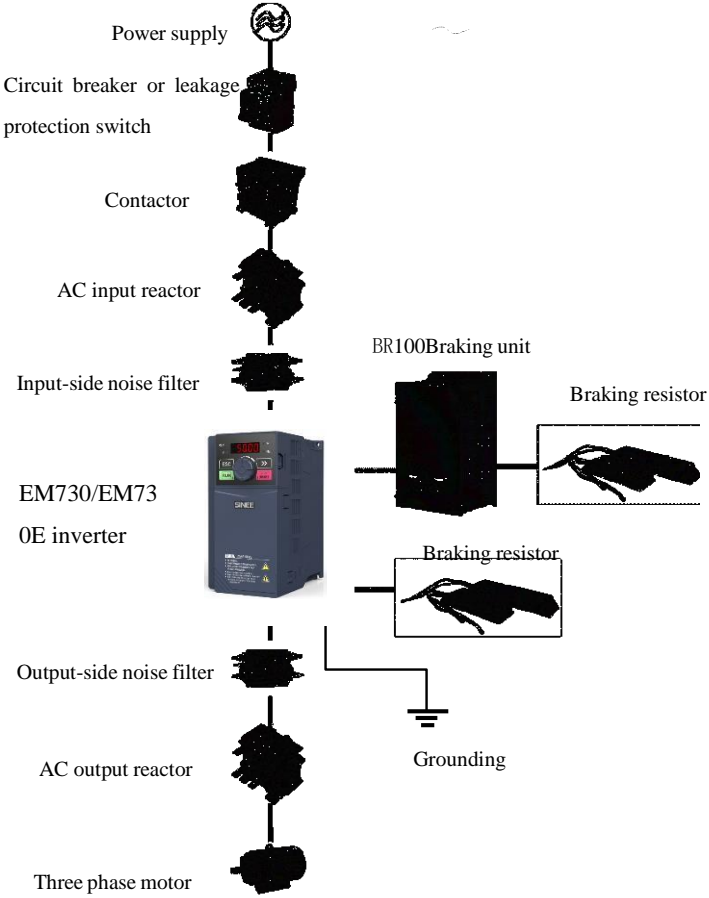 Power supply
Circuit breaker or leakage
protection switch
Contactor
AC input reactor
BR100Braking unit
Input-side noise filter
Braking resistor
EM730/EM73
0E inverter
SINEE
Braking resistor
Output-side noise filter
Grounding
AC output reactor
Three phase motor